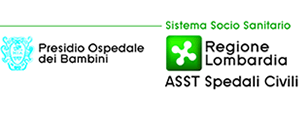 Sistema Socio Sanitario
Presidio Ospedale
dei Bambini
Regione
Lombardia
ASST Spedali Civili